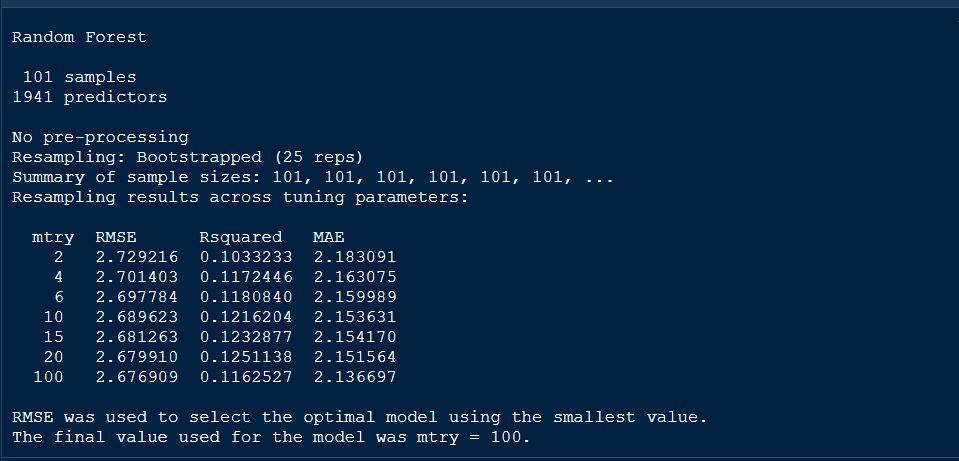 Random Forest
101 samples
1941 predictors
No pre-processing
Resampling: Bootstrapped (25 reps)
Summary of sample sizes: 101, 101, 101, 101, 101, 101, ...
Resampling results across tuning parameters:
mtry  RMSE      Rsquared   MAE
2  2.729216  0.1033233  2.183091
4  2.701403  0.1172446  2.163075
6  2.697784  0.1180840  2.159989
10  2.689623  0.1216204  2.153631
15  2.681263  0.1232877  2.154170
20  2.679910  0.1251138  2.151564
100  2.676909  0.1162527  2.136697
RMSE was used to select the optimal model using the smallest value.
The final value used for the model was mtry = 100.